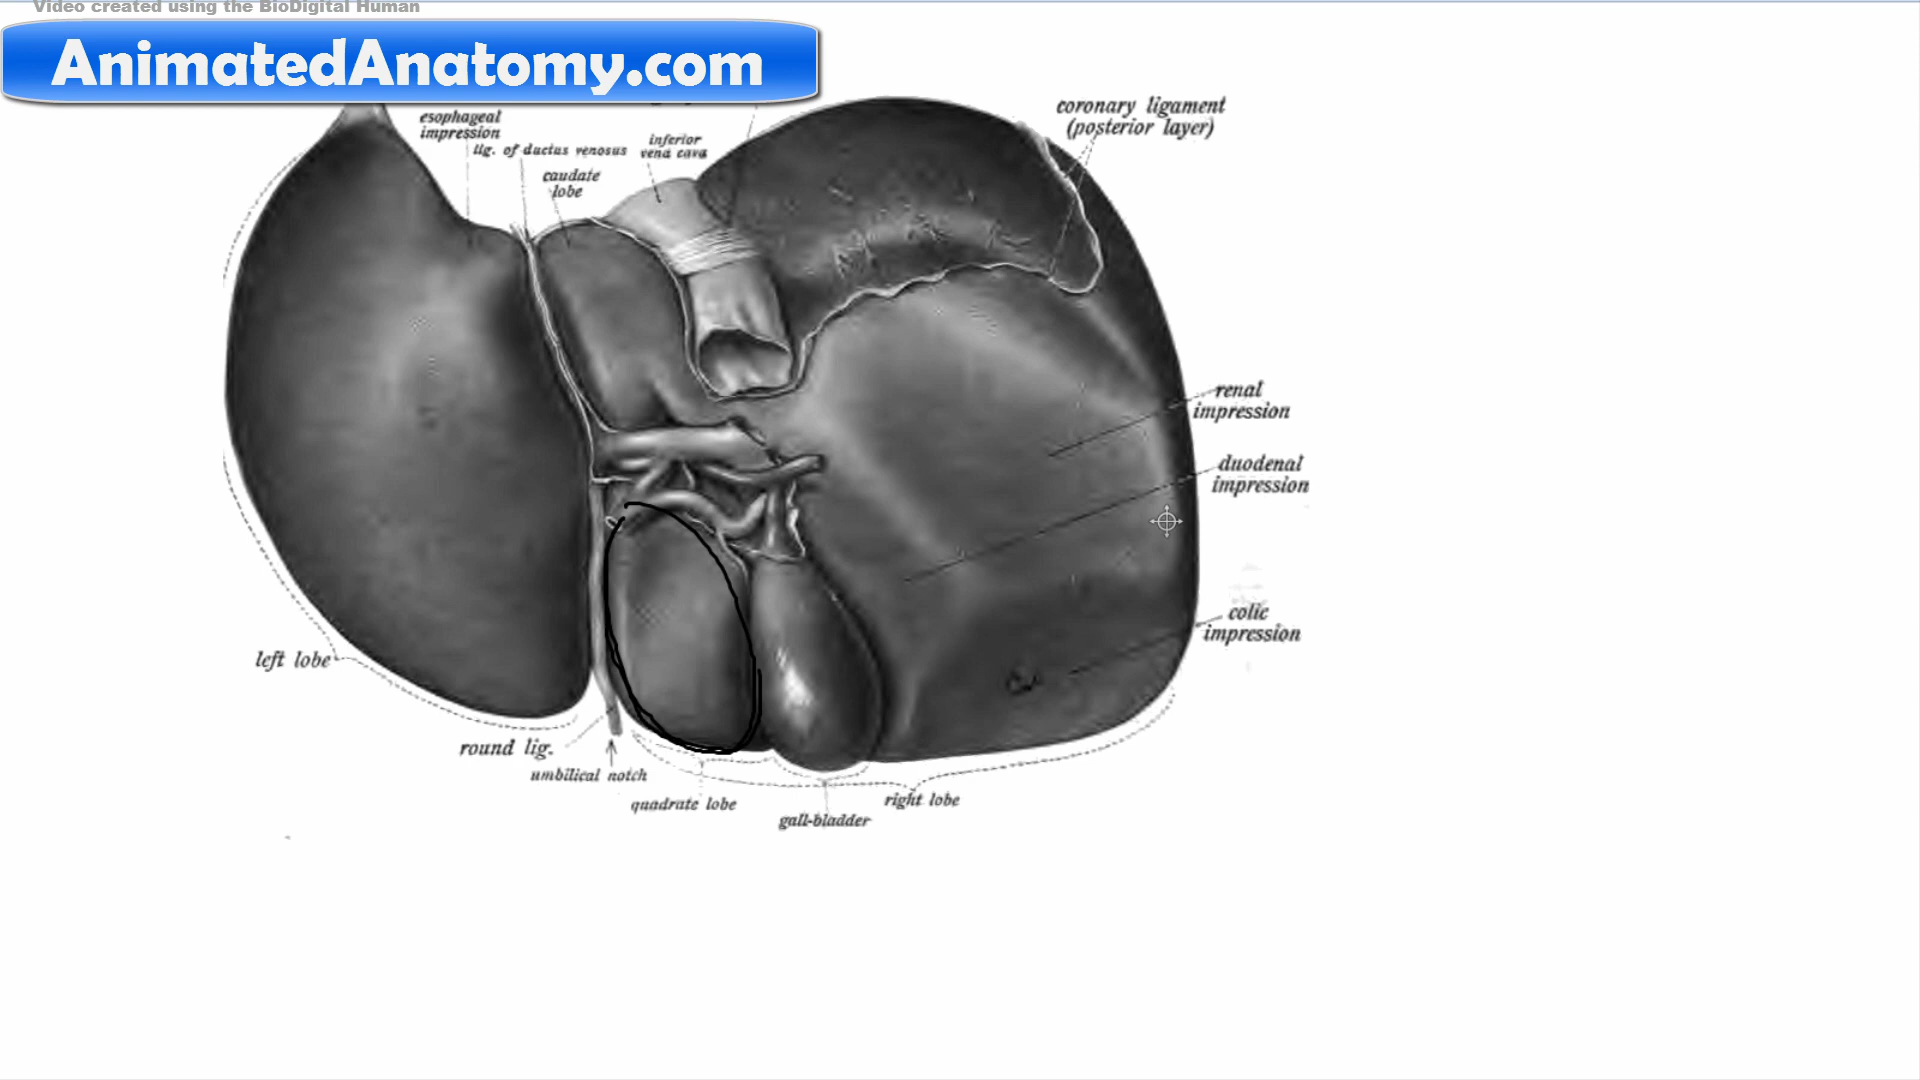 Video created using the BioDigital Human
AnimatedAnatomy.com
esophageal
impression
lig. of ductus venosus
caudate
lobe
inferior
vena cava
coronary ligament
(posterior layer)
renal
impression
duodenal
impression
colic
impression
left lobe
round lig.
umbilical notch
quadrate lobe
gall-bladder
right lobe